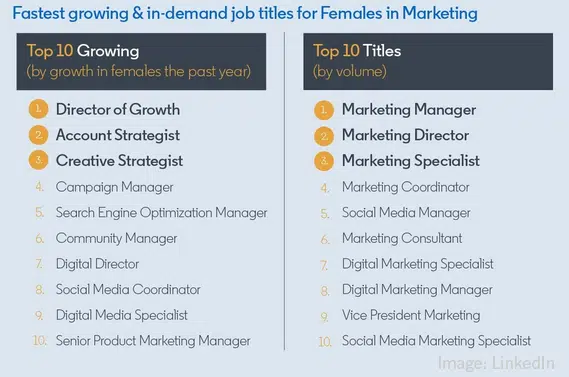 Fastest growing & in-demand job titles for Females in Marketing
Top 10 Growing
(by growth in females the past year)
1. Director of Growth
2. Account Strategist
3. Creative Strategist
4. Campaign Manager
5. Search Engine Optimization Manager
6. Community Manager
7. Digital Director
8. Social Media Coordinator
9. Digital Media Specialist
10. Senior Product Marketing Manager
Top 10 Titles
(by volume)
1. Marketing Manager
2. Marketing Director
3. Marketing Specialist
4. Marketing Coordinator
5. Social Media Manager
6. Marketing Consultant
7. Digital Marketing Specialist
8. Digital Marketing Manager
9. Vice President Marketing
10. Social Media Marketing Specialist
Image: LinkedIn